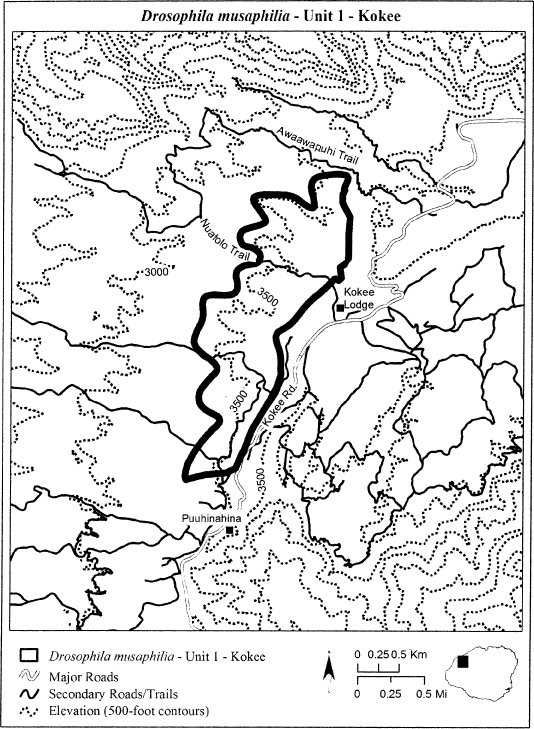 Drosophila musaphilia - Unit 1 - Kokee
Awaawapuhi Trail
Nualolo Trail
3000
3500
Kokee
Lodge
3500
Kokee Rd.
3500
Puuhinahina
Drosophila musaphilia - Unit 1 - Kokee
Major Roads
Secondary Roads/Trails
Elevation (500-foot contours)
0 0.25 0.5 Km
0 0.25 0.5 Mi